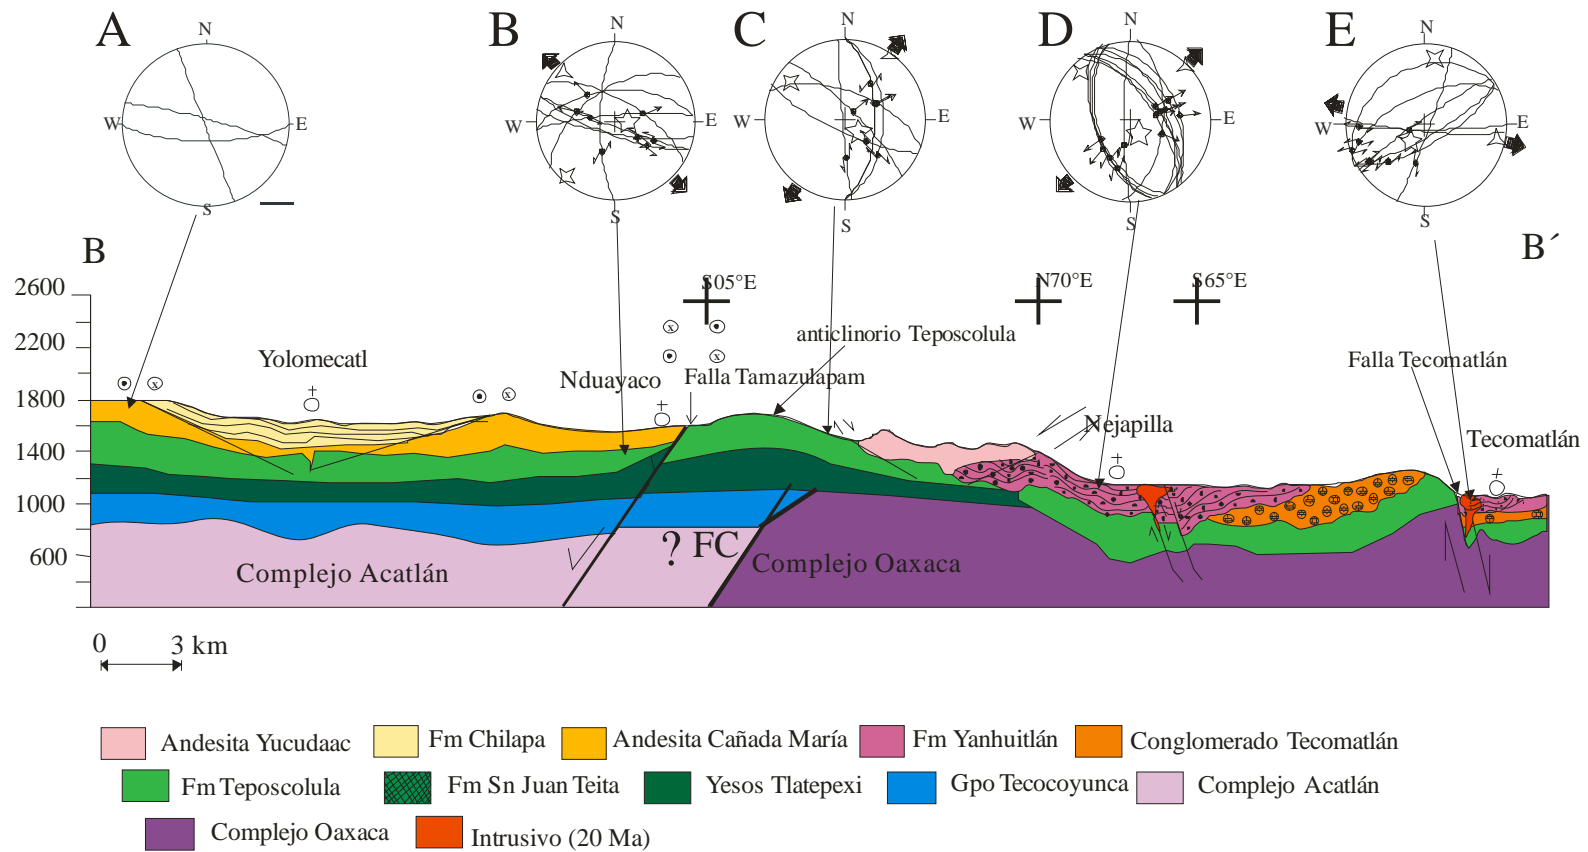 A
B
C
D
E
N
W
E
S
N
W
E
S
N
W
E
S
N
W
E
S
N
W
E
S
B
B´
S05°E
N70°E
S65°E
2600
2200
1800
1400
1000
600
Yolomecatl
Nduayaco
Falla Tamazulapam
anticlinorio Teposcolula
Nejapilla
Falla Tecomatlán
Tecomatlán
x
x
x
x
? FC
Complejo Acatlán
Complejo Oaxaca
0 3 km
Andesita Yucudaac
Fm Chilapa
Andesita Cañada María
Fm Yanhuitlán
Conglomerado Tecomatlán
Fm Teposcolula
Fm Sn Juan Teita
Yesos Tlatepexi
Gpo Tecocoyunca
Complejo Acatlán
Complejo Oaxaca
Intrusivo (20 Ma)